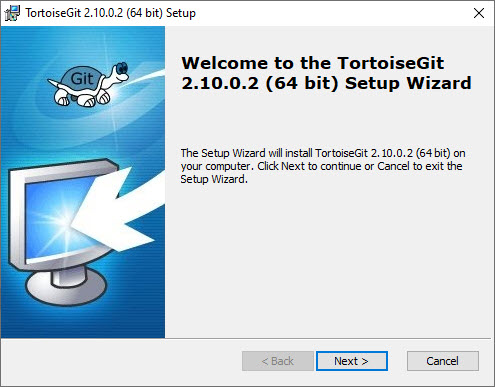 TortoiseGit 2.10.0.2 (64 bit) Setup
Git
Welcome to the TortoiseGit
2.10.0.2 (64 bit) Setup Wizard
The Setup Wizard will install TortoiseGit 2.10.0.2 (64 bit) on
your computer. Click Next to continue or Cancel to exit the
Setup Wizard.
< Back
Next >
Cancel